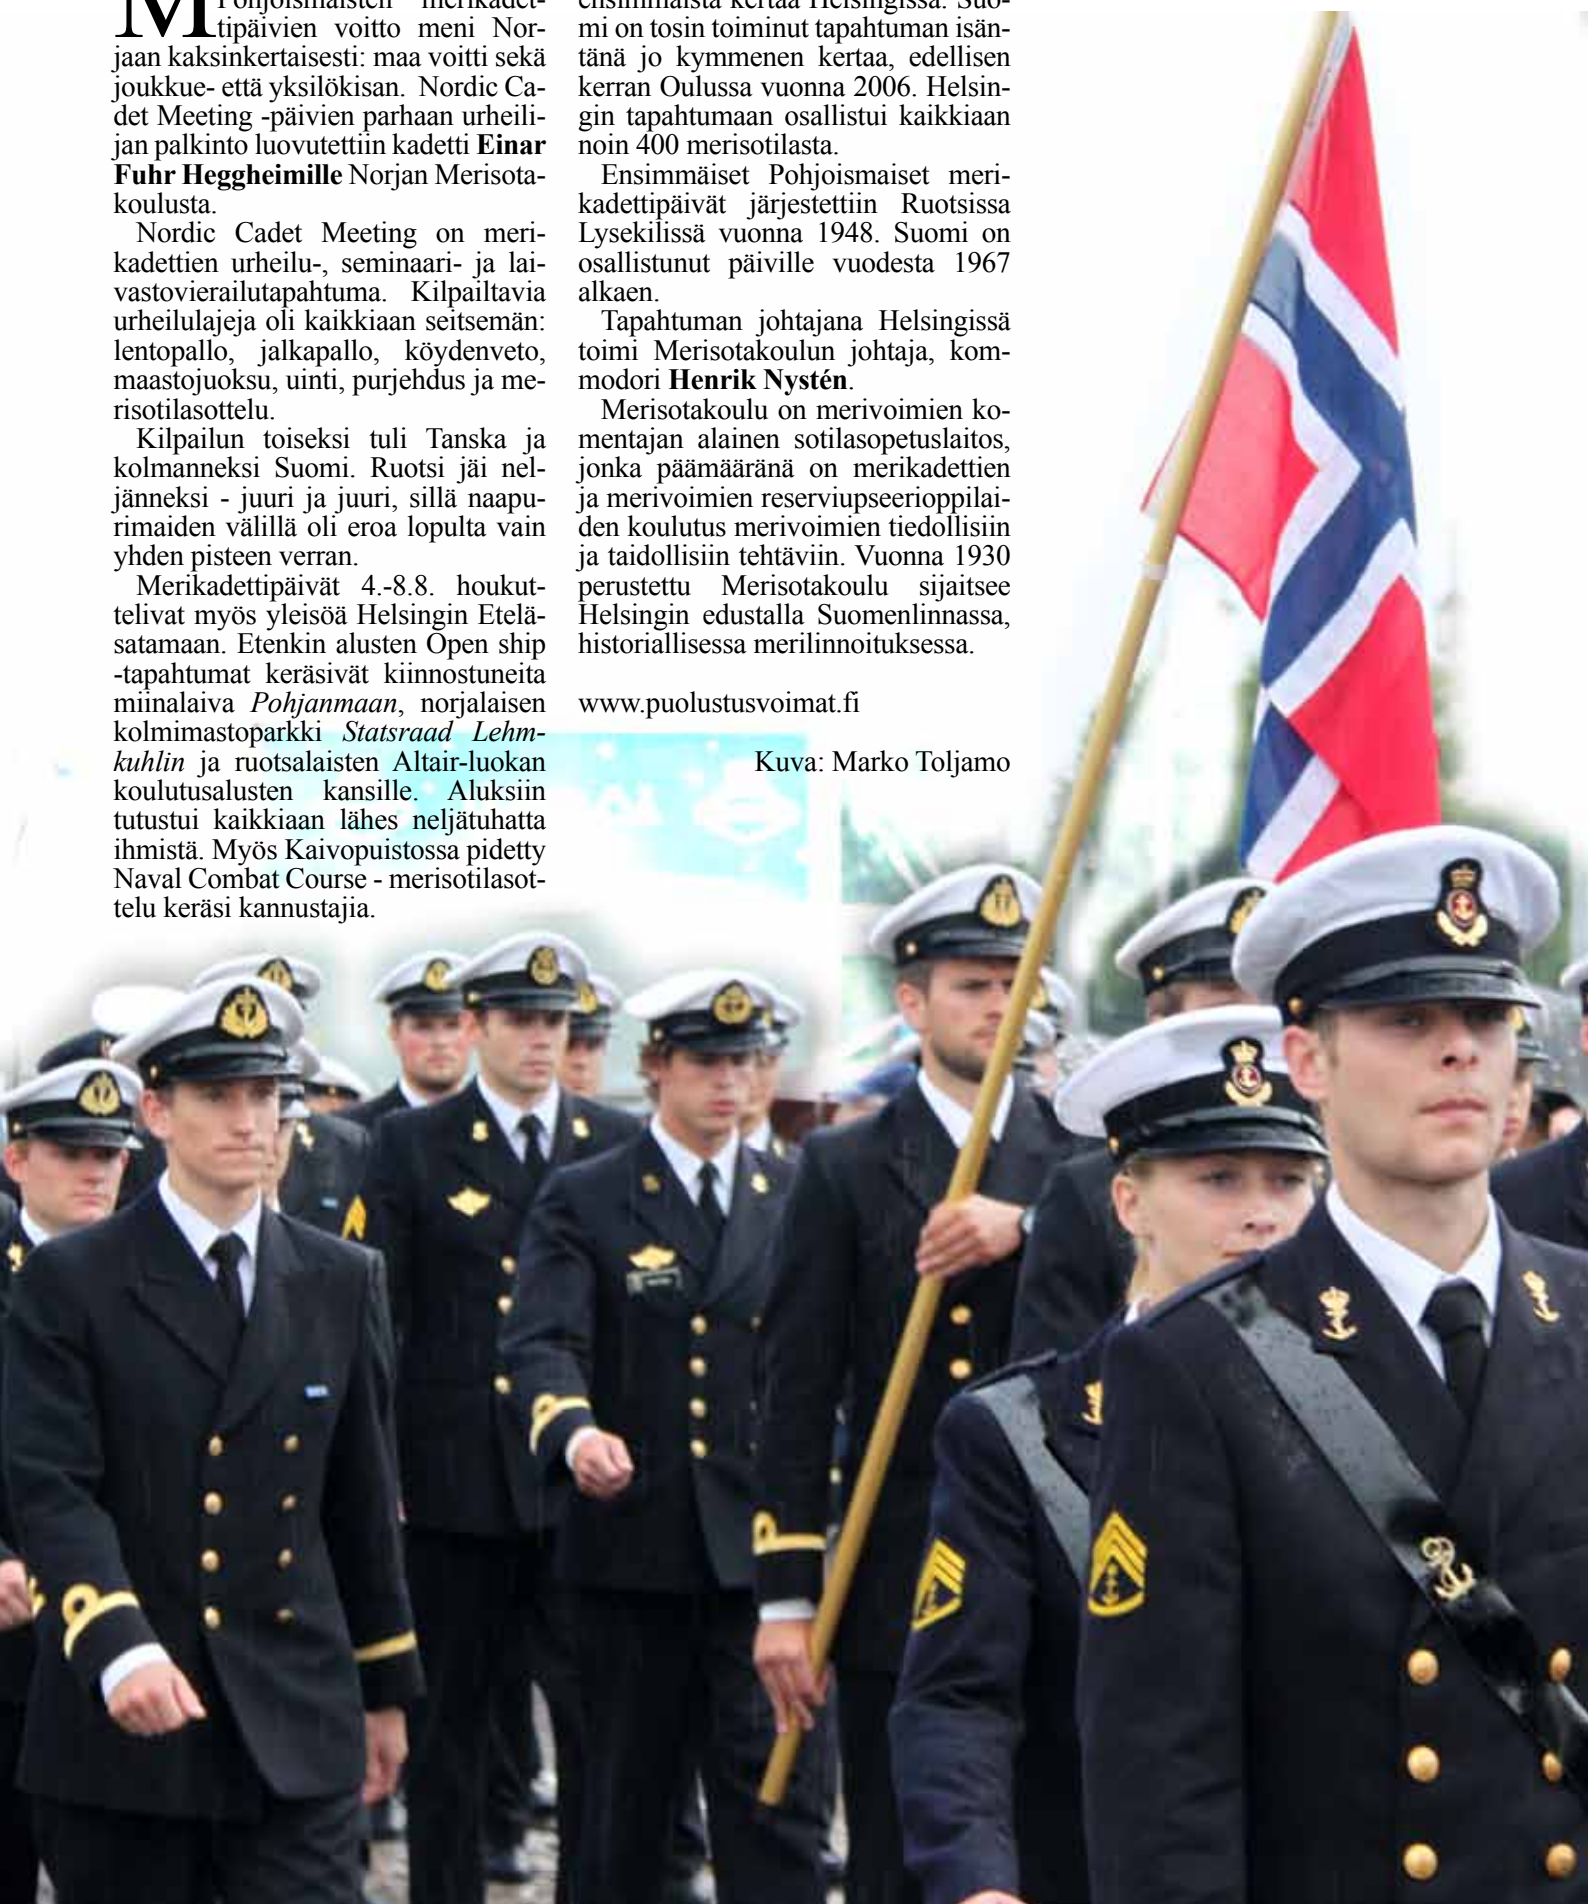 M Pohjoismaisten merikadet-
tipäivien voitto meni Nor-
jaan kaksinkertaisesti: maa voitti sekä
joukkue- että yksilökisan. Nordic Ca-
det Meeting -päivien parhaan urheili-
jan palkinto luovutettiin kadetti Einar
Fuhr Heggheimille Norjan Merisota-
koulusta.
Nordic Cadet Meeting on meri-
kadettien urheilu-, seminaari- ja lai-
vastovierailutapahtuma. Kilpailtavia
urheilulajeja oli kaikkiaan seitsemän:
lentopallo, jalkapallo, köydenveto,
maastojuoksu, uinti, purjehdus ja me-
risotilasottelu.
Kilpailun toiseksi tuli Tanska ja
kolmanneksi Suomi. Ruotsi jäi nel-
jänneksi - juuri ja juuri, sillä naapu-
rimaiden välillä oli eroa lopulta vain
yhden pisteen verran.
Merikadettipäivät 4.-8.8. houkut-
telivat myös yleisöä Helsingin Etelä-
satamaan. Etenkin alusten Open ship
-tapahtumat keräsivät kiinnostuneita
miinalaiva Pohjanmaan, norjalaisen
kolmimastoparkki Statsraad Lehm-
kuhlin ja ruotsalaisten Altair-luokan
koulutusalusten kansille. Aluksiin
tutustui kaikkiaan lähes neljätuhatta
ihmistä. Myös Kaivopuistossa pidetty
Naval Combat Course - merisotilasot-
telu keräsi kannustajia.
ensimmäistä kertaa Helsingissä. Suo-
mi on tosin toiminut tapahtuman isän-
tänä jo kymmenen kertaa, edellisen
kerran Oulussa vuonna 2006. Helsin-
gin tapahtumaan osallistui kaikkiaan
noin 400 merisotilasta.
Ensimmäiset Pohjoismaiset meri-
kadettipäivät järjestettiin Ruotsissa
Lysekilissä vuonna 1948. Suomi on
osallistunut päiville vuodesta 1967
alkaen.
Tapahtuman johtajana Helsingissä
toimi Merisotakoulun johtaja, kom-
modori Henrik Nystén.
Merisotakoulu on merivoimien ko-
mentajan alainen sotilasopetuslaitos,
jonka päämääränä on merikadettien
ja merivoimien reserviupseerioppilai-
den koulutus merivoimien tiedollisiin
ja taidollisiin tehtäviin. Vuonna 1930
perustettu Merisotakoulu sijaitsee
Helsingin edustalla Suomenlinnassa,
historiallisessa merilinnoituksessa.
www.puolustusvoimat.fi
Kuva: Marko Toljamo